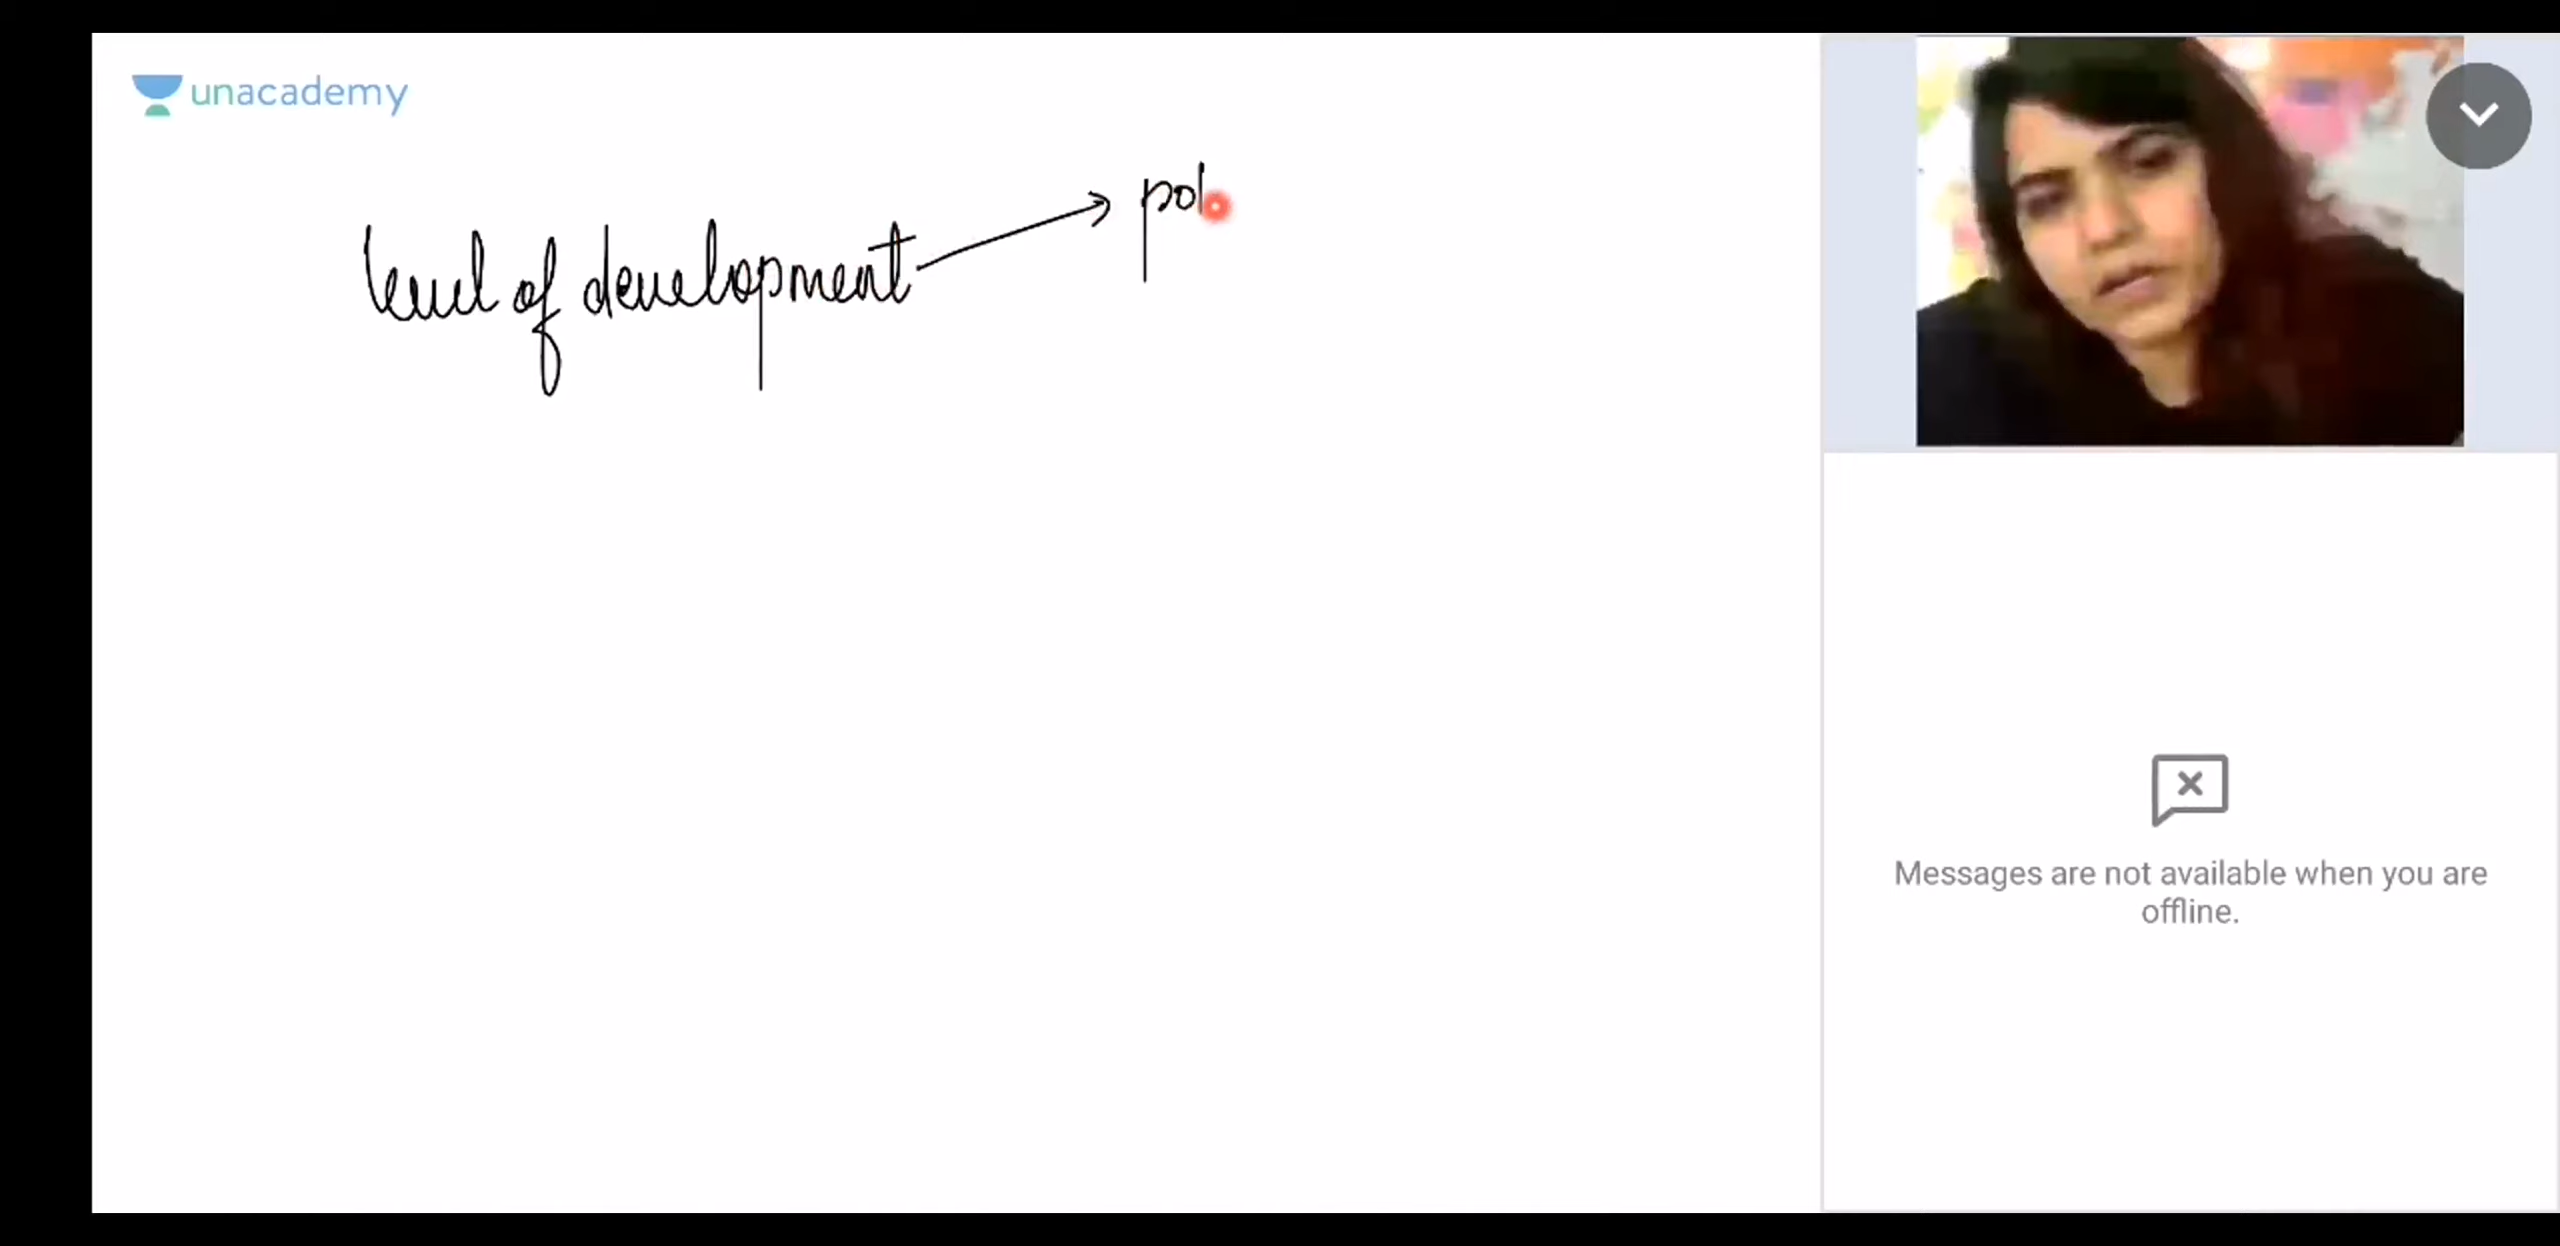 unacademy
level of development → pol
Messages are not available when you are
offline.